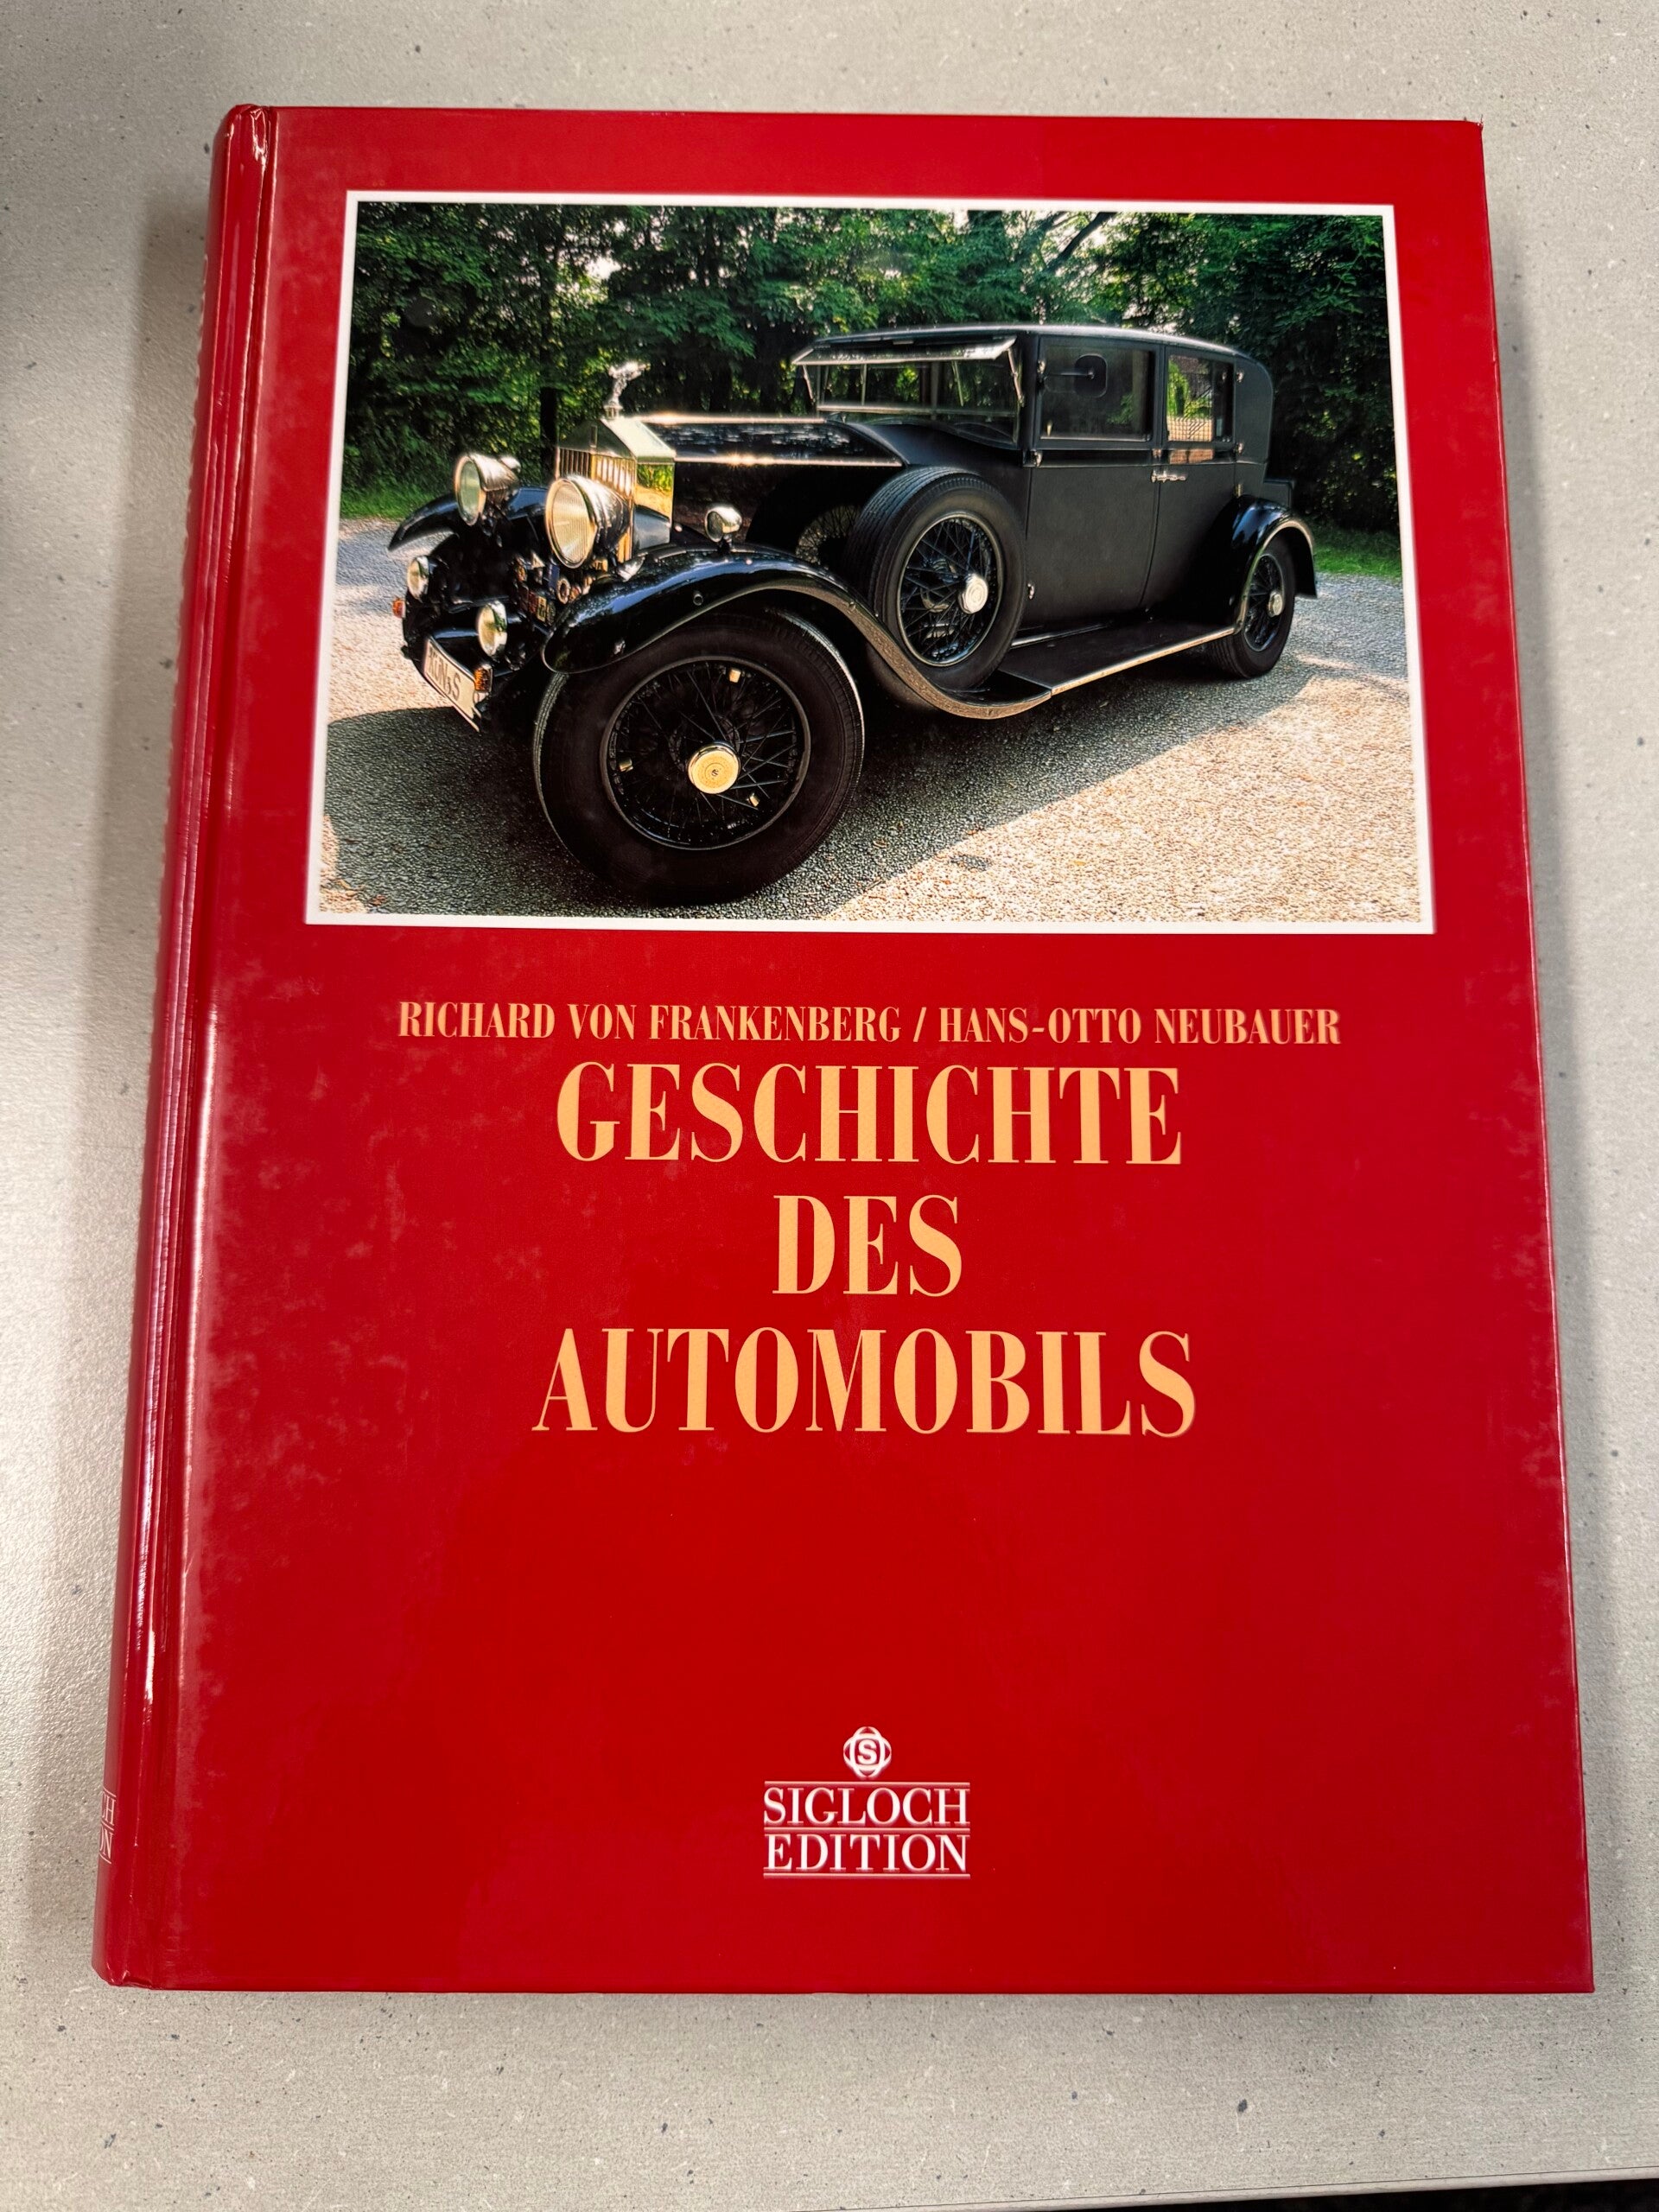 RICHARD VON FRANKENBERG / HANS-OTTO NEUBAUER
GESCHICHTE
DES
AUTOMOBILS
S
SIGLOCH
EDITION